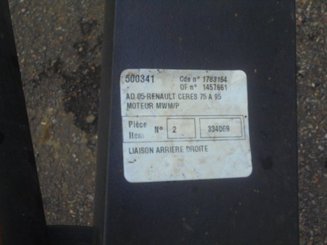 500341 Cde n° 1783164
OF n° 1457661
AD 05-RENAULT CERES 75 A 95
MOTEUR MWM/P
Pièce
Item N° 2 334069
LIAISON ARRIERE DROITE